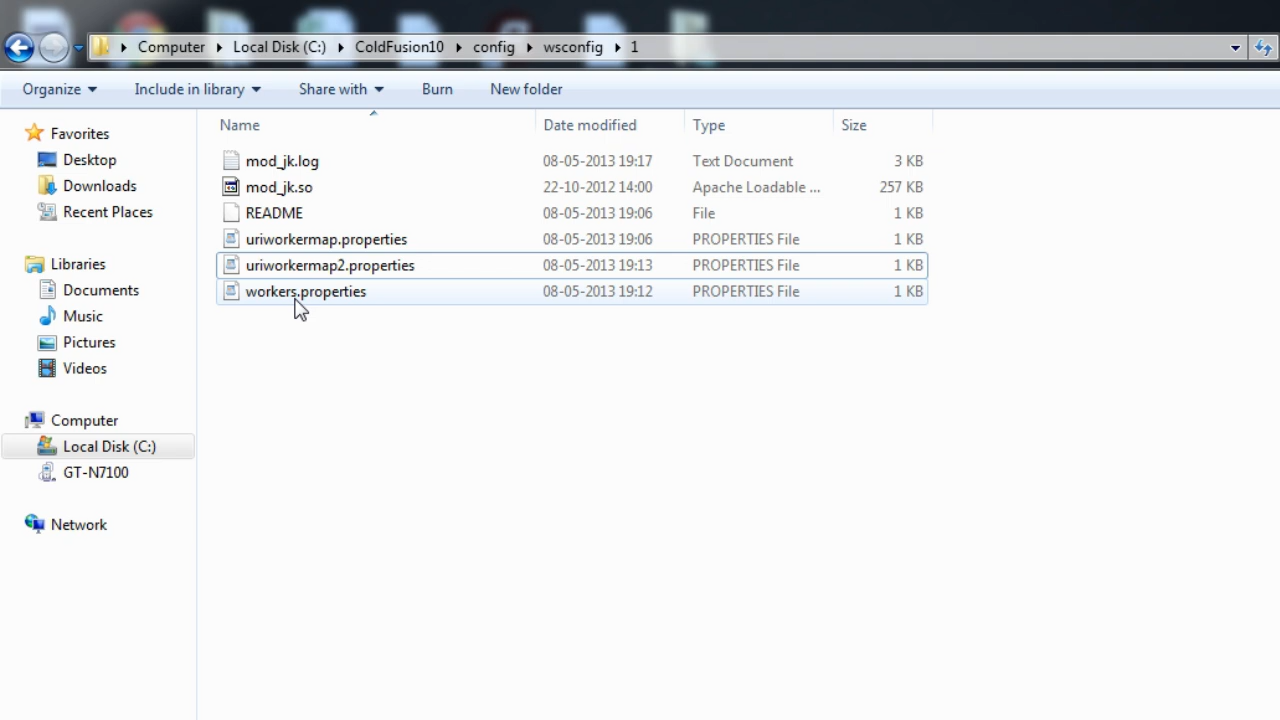 Computer Local Disk (C:) ColdFusion10 config wsconfig 1
Organize Include in library Share with Burn New folder
Name Date modified Type Size
Favorites
Desktop
Downloads
Recent Places
Libraries
Documents
Music
Pictures
Videos
Computer
Local Disk (C:)
GT-N7100
Network
mod_jk.log 08-05-2013 19:17 Text Document 3 KB
mod_jk.so 22-10-2012 14:00 Apache Loadable ... 257 KB
README 08-05-2013 19:06 File 1 KB
uriworkermap.properties 08-05-2013 19:06 PROPERTIES File 1 KB
uriworkermap2.properties 08-05-2013 19:13 PROPERTIES File 1 KB
workers.properties 08-05-2013 19:12 PROPERTIES File 1 KB